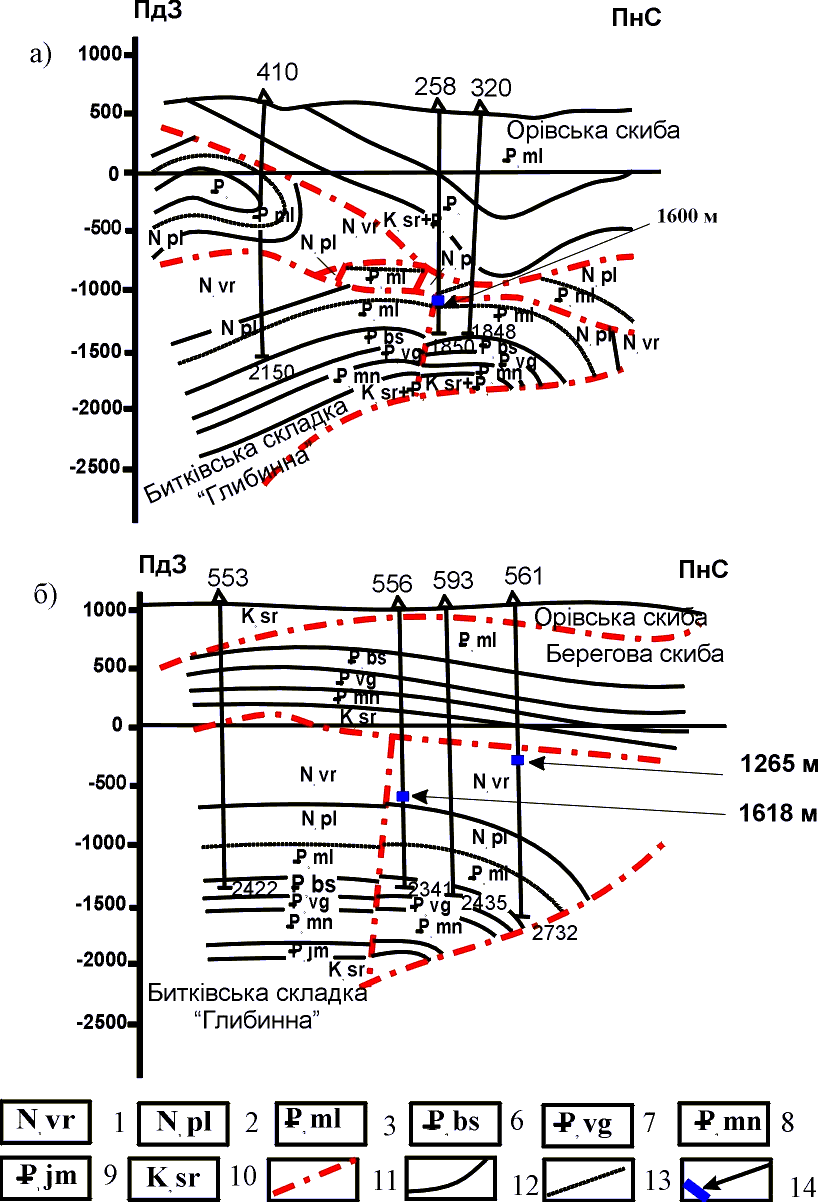 ПдЗ ПнС
а)
1000
500
0
-500
-1000
-1500
-2000
-2500
410 258 320
Орівська скиба
₽ ml
₽
₽ ml
₽
N vr K sr+₽
1600 м
N pl N pl N pl N pl
N vr ₽ ml ₽ ml
₽ ml ₽ ml
N pl 1848 N pl N vr
₽ bs 1850 ₽ bs
2150 ₽ vg ₽ vg
₽ mn ₽ mn
K sr+₽ K sr+₽
Битківська складка
“Глибинна”
ПдЗ ПнС
б)
1000
500
0
-500
-1000
-1500
-2000
-2500
553 556 593 561
K sr Орівська скиба
₽ ml Берегова скиба
₽ bs
₽ vg
₽ mn
K sr
1265 м
N vr N vr
1618 м
N pl N pl
₽ ml ₽ ml
2422 ₽ bs 2341
₽ vg ₽ vg 2435
₽ mn ₽ mn 2732
₽ jm
K sr
Битківська складка
“Глибинна”
N vr 1 N pl 2 ₽ ml 3 ₽ bs 6 ₽ vg 7 ₽ mn 8
₽ jm 9 K sr 10 11 12 13 14